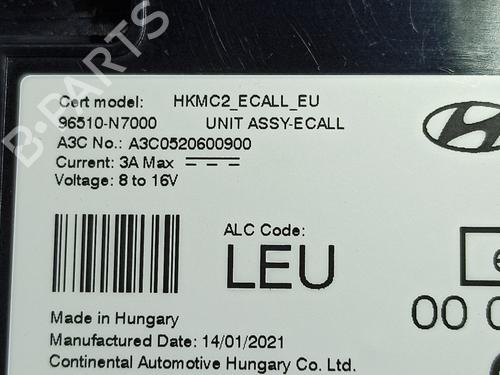 Cert model: HKMC2_ECALL_EU
96510-N7000 UNIT ASSY-ECALL
A3C No.: A3C0520600900
Current: 3A Max
Voltage: 8 to 16V
ALC Code:
LEU
e
00 0
Made in Hungary
Manufactured Date: 14/01/2021
Continental Automotive Hungary Co. Ltd.
B-PARTS